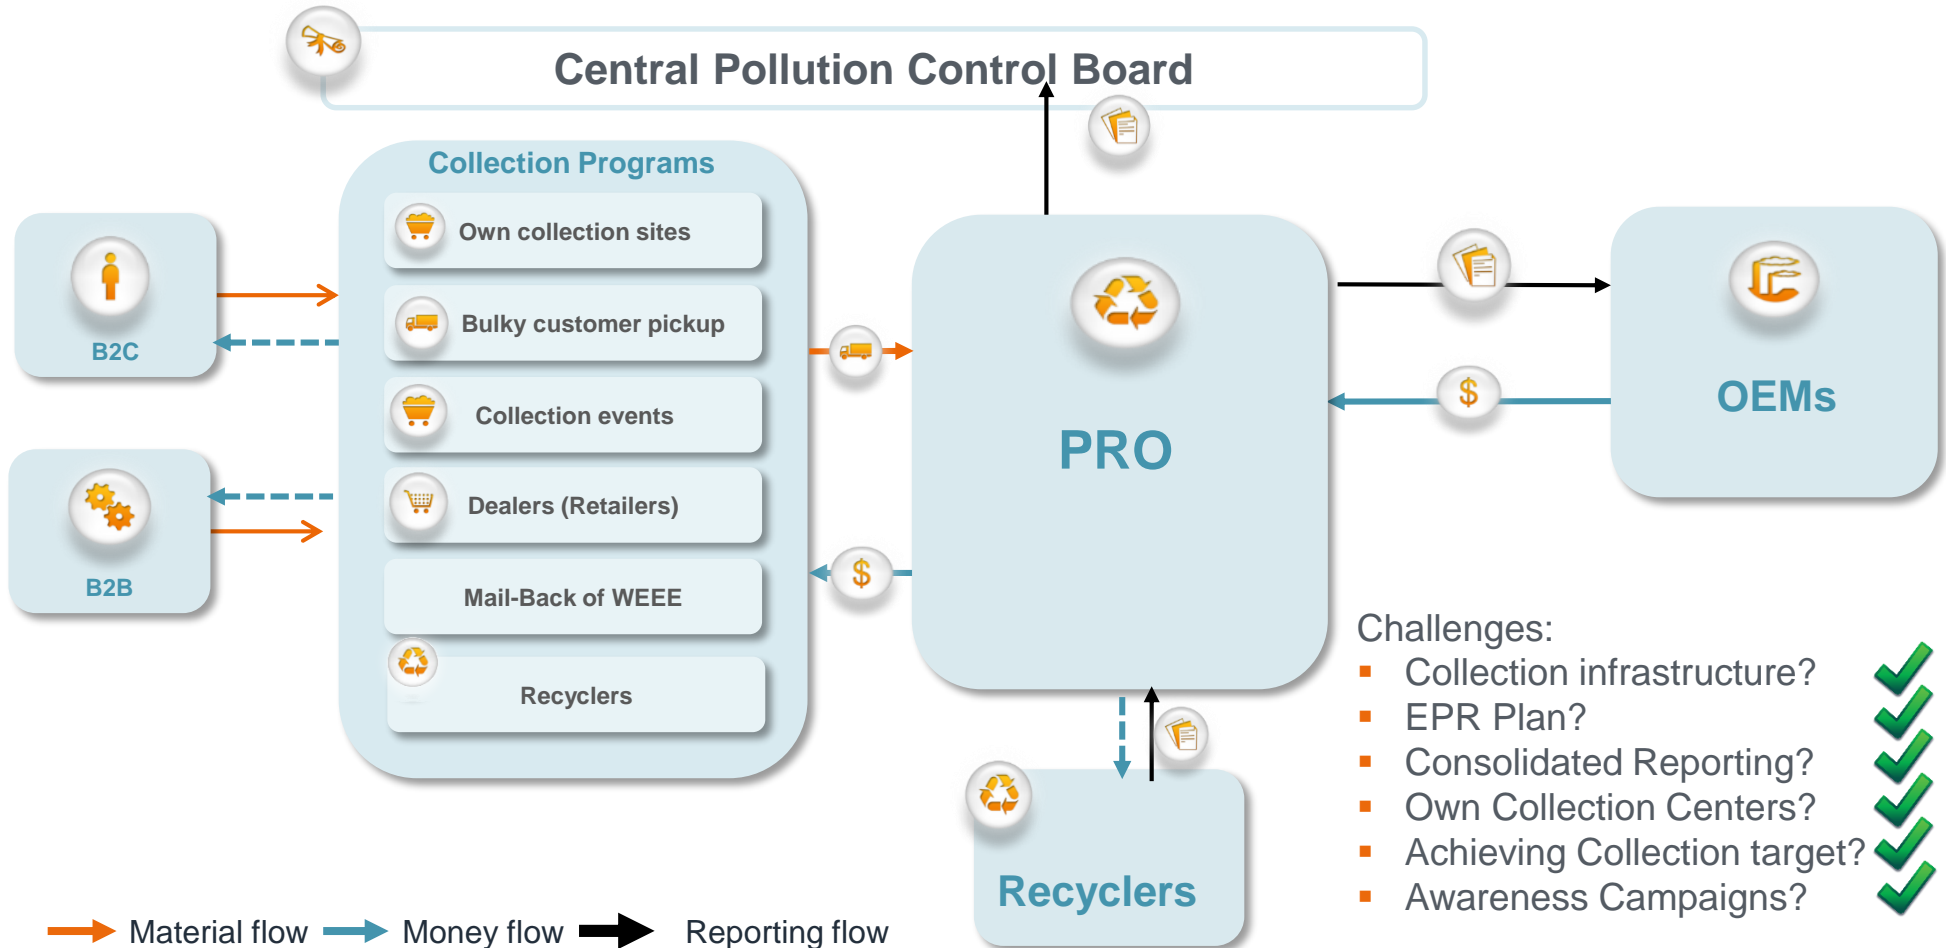 Central Pollution Control Board
Collection Programs
Own collection sites
Bulky customer pickup
Collection events
Dealers (Retailers)
Mail-Back of WEEE
Recyclers
B2C
B2B
$
PRO
$
OEMs
Recyclers
Challenges:
Collection infrastructure?
EPR Plan?
Consolidated Reporting?
Own Collection Centers?
Achieving Collection target?
Awareness Campaigns?
Material flow
Money flow
Reporting flow